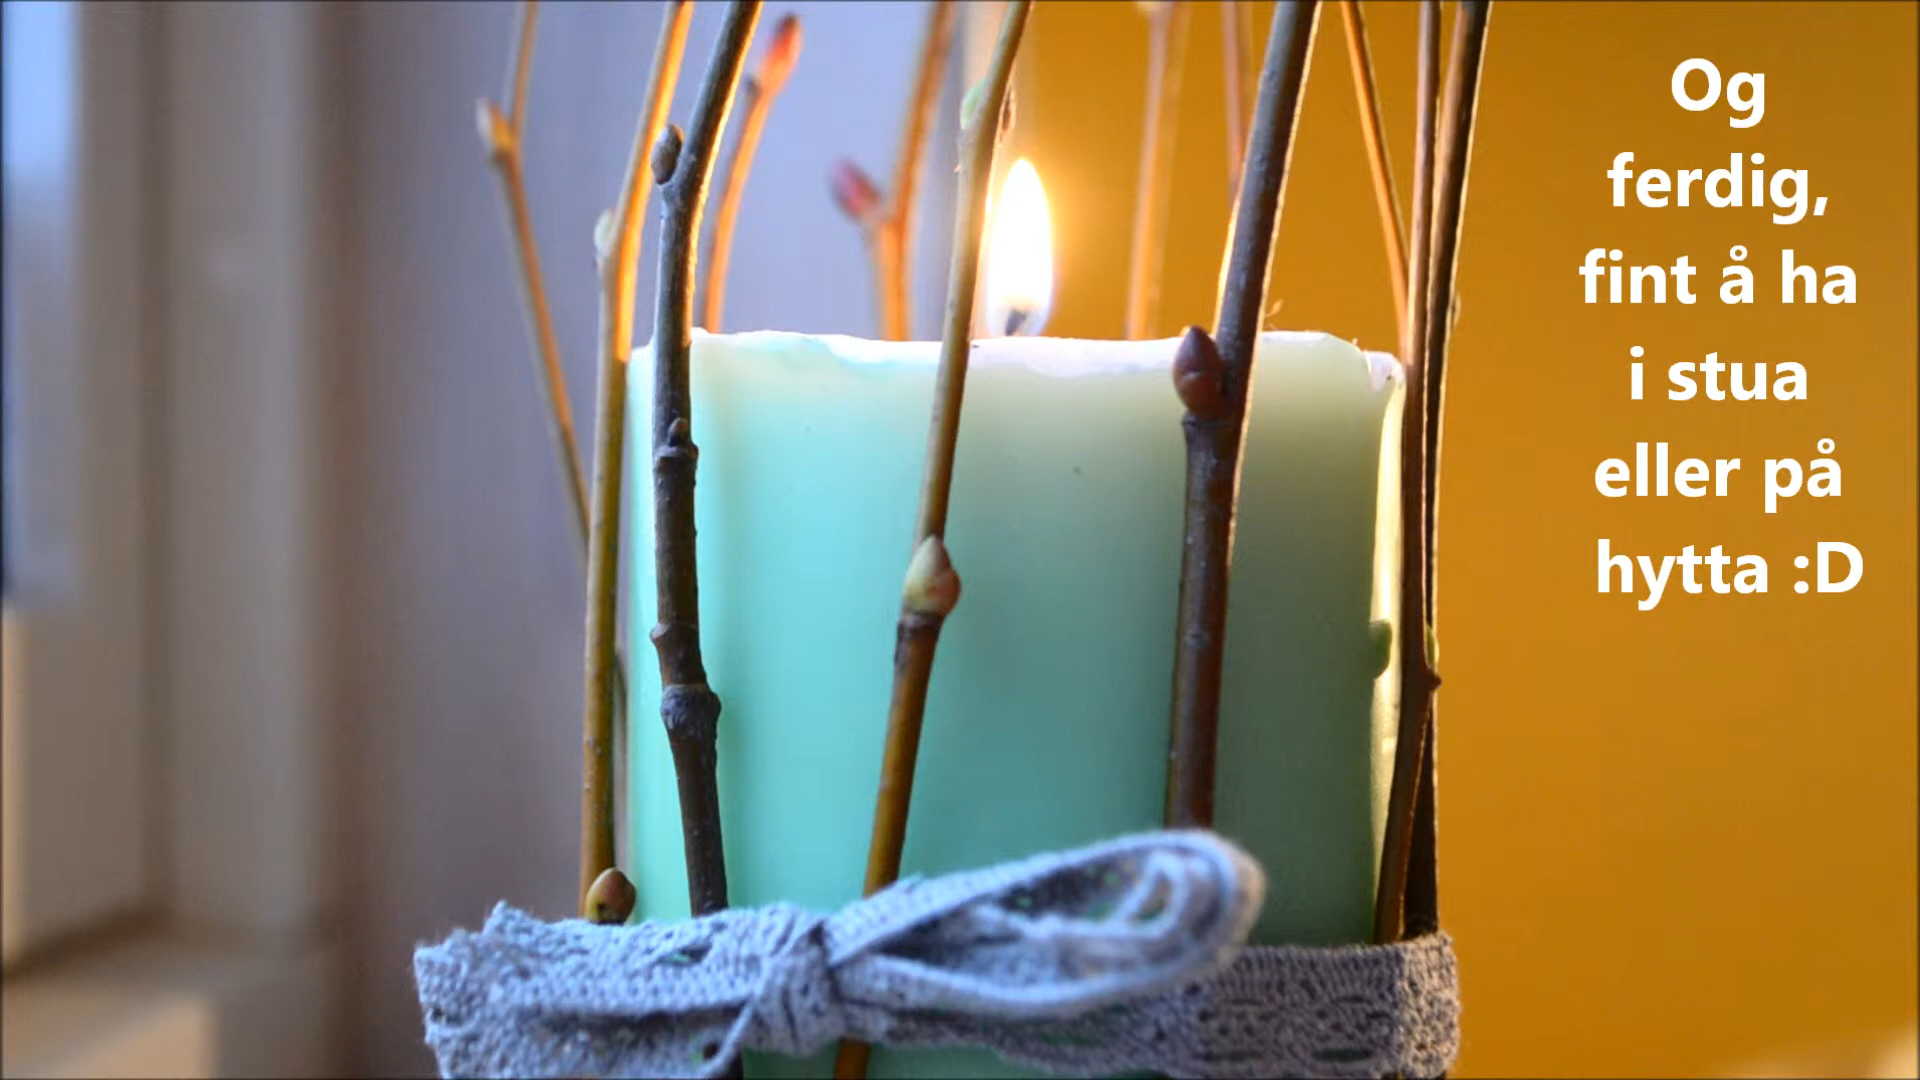 Og
ferdig,
fint å ha
i stua
eller på
hytta :D